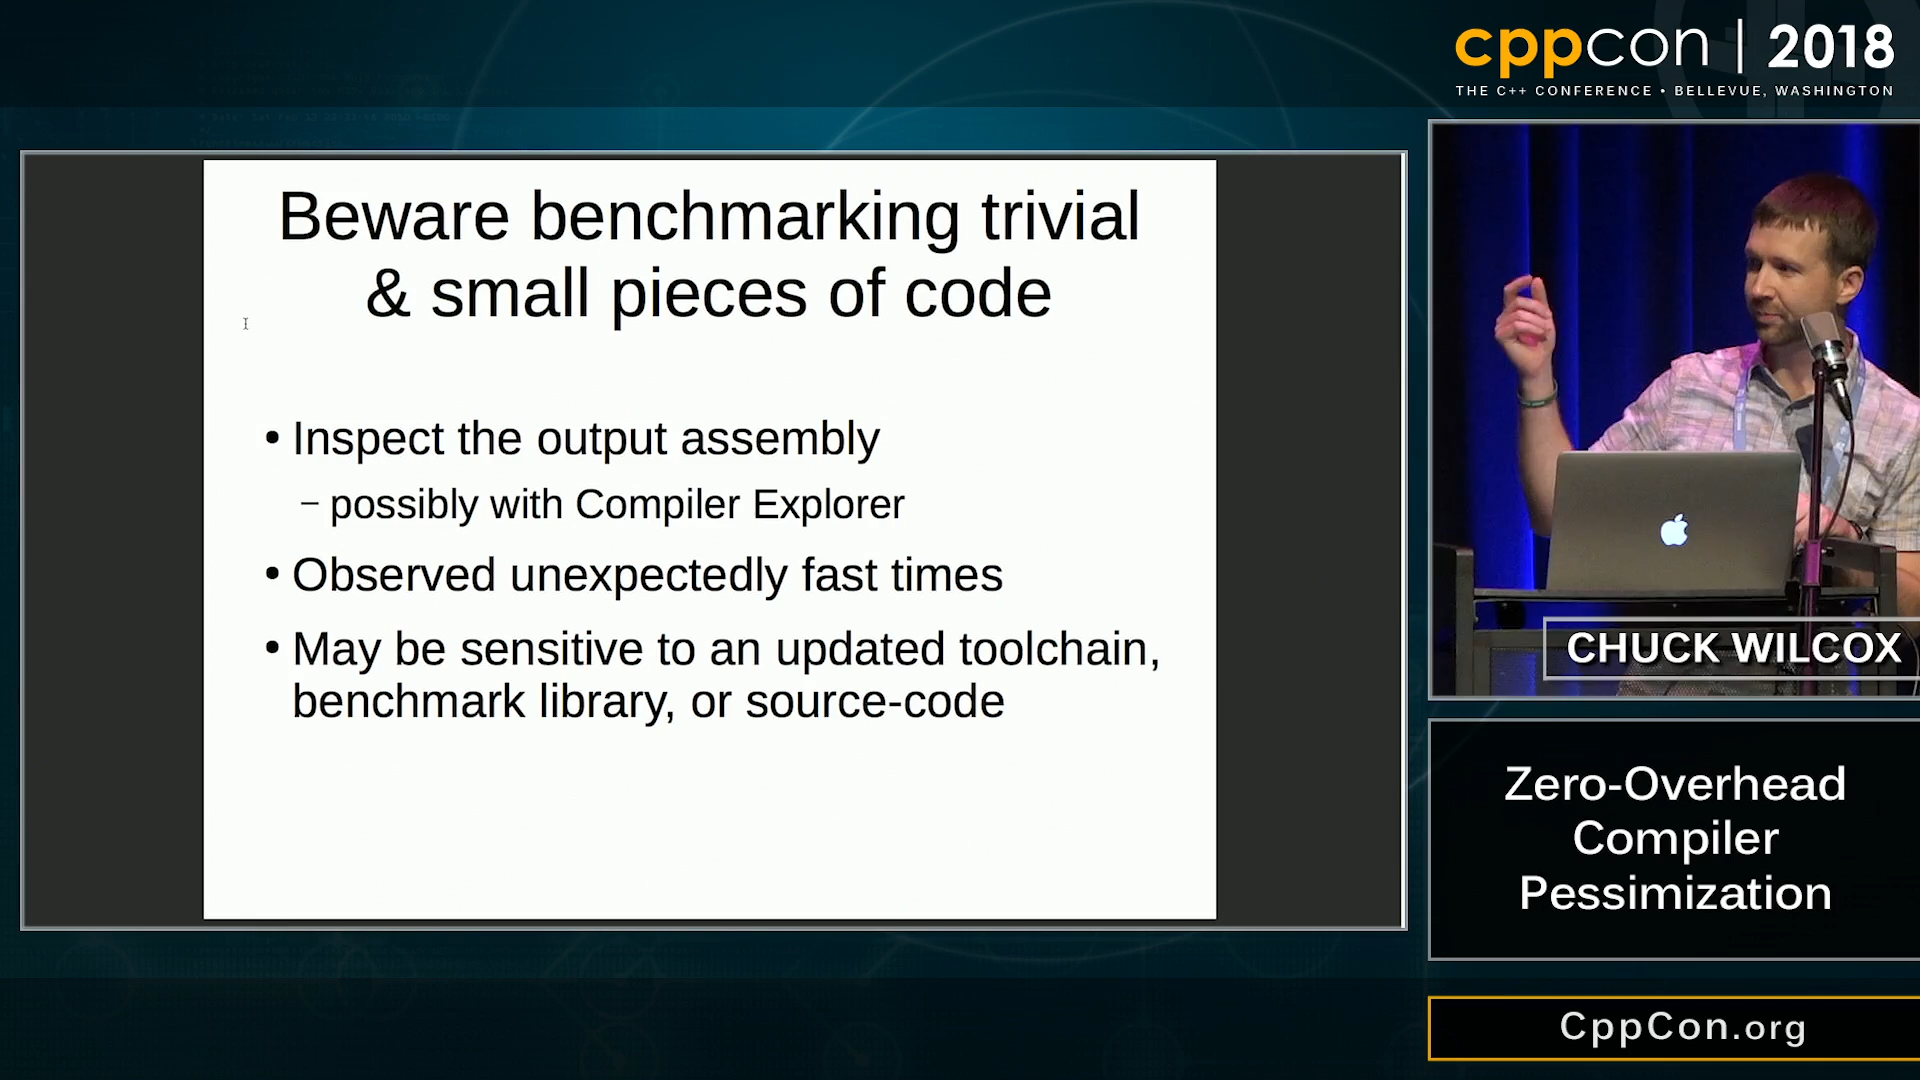 cppcon | 2018
THE C++ CONFERENCE • BELLEVUE, WASHINGTON
Beware benchmarking trivial
& small pieces of code
• Inspect the output assembly
– possibly with Compiler Explorer
• Observed unexpectedly fast times
• May be sensitive to an updated toolchain,
benchmark library, or source-code
CHUCK WILCOX
Zero-Overhead
Compiler
Pessimization
CppCon.org